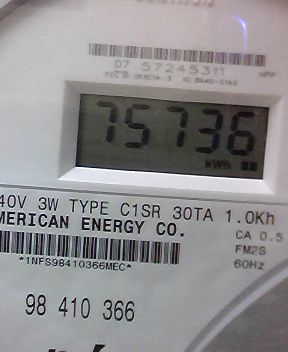 07 57245311
75736
kWh
40V 3W TYPE C1SR 30TA 1.0Kh
MERICAN ENERGY CO.
CA 0.5
FM2S
60Hz
*1NFS98410366MEC*
98 410 366